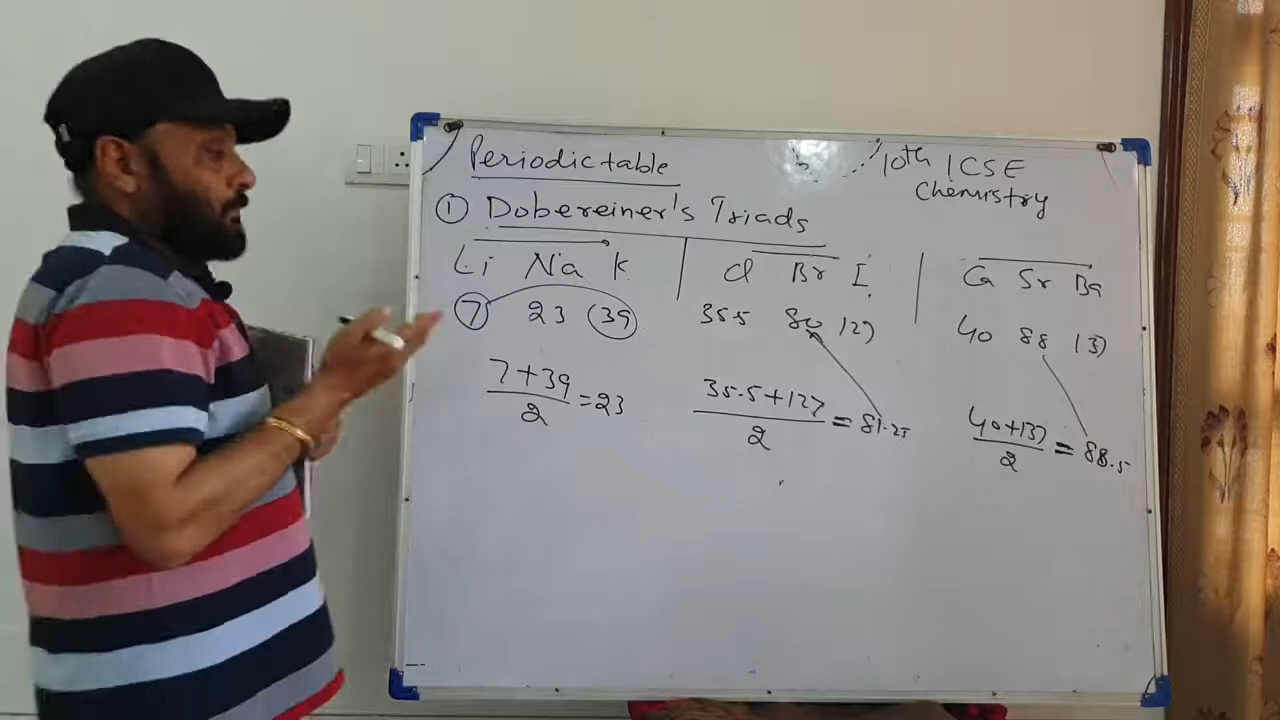 Periodic table
10th ICSE
Chemistry
① Dobereiner's Triads
Li Na K
7 23 39
7+39/2 =23
Cl Br I
35.5 80 127
35.5+127/2 = 81.25
Ca Sr Ba
40 88 137
40+137/2 = 88.5